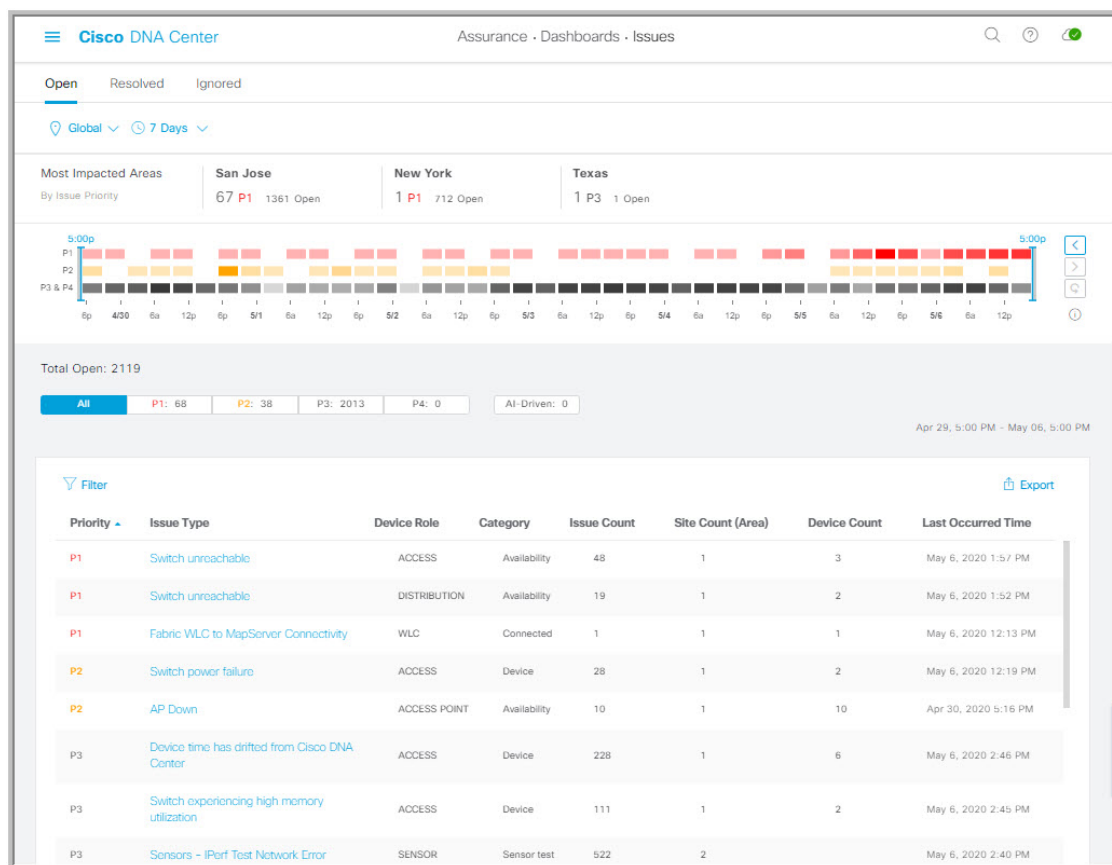 Cisco DNA Center
Assurance · Dashboards · Issues
Open Resolved Ignored
Global 7 Days
Most Impacted Areas
By Issue Priority
San Jose
67 P1 1361 Open
New York
1 P1 712 Open
Texas
1 P3 1 Open
5:00p 5:00p
P1
P2
P3 & P4
6p 4/30 6a 12p 6p 5/1 6a 12p 6p 5/2 6a 12p 6p 5/3 6a 12p 6p 5/4 6a 12p 6p 5/5 6a 12p 6p 5/6 6a 12p
Total Open: 2119
All P1: 68 P2: 38 P3: 2013 P4: 0 AI-Driven: 0
Apr 29, 5:00 PM - May 06, 5:00 PM
Filter Export
Priority Issue Type Device Role Category Issue Count Site Count (Area) Device Count Last Occurred Time
P1 Switch unreachable ACCESS Availability 48 1 3 May 6, 2020 1:57 PM
P1 Switch unreachable DISTRIBUTION Availability 19 1 2 May 6, 2020 1:52 PM
P1 Fabric WLC to MapServer Connectivity WLC Connected 1 1 1 May 6, 2020 12:13 PM
P2 Switch power failure ACCESS Device 28 1 2 May 6, 2020 12:19 PM
P2 AP Down ACCESS POINT Availability 10 1 10 Apr 30, 2020 5:16 PM
P3 Device time has drifted from Cisco DNA Center ACCESS Device 228 1 6 May 6, 2020 2:46 PM
P3 Switch experiencing high memory utilization ACCESS Device 111 1 2 May 6, 2020 2:45 PM
P3 Sensors - IPerf Test Network Error SENSOR Sensor test 522 2 May 6, 2020 2:40 PM